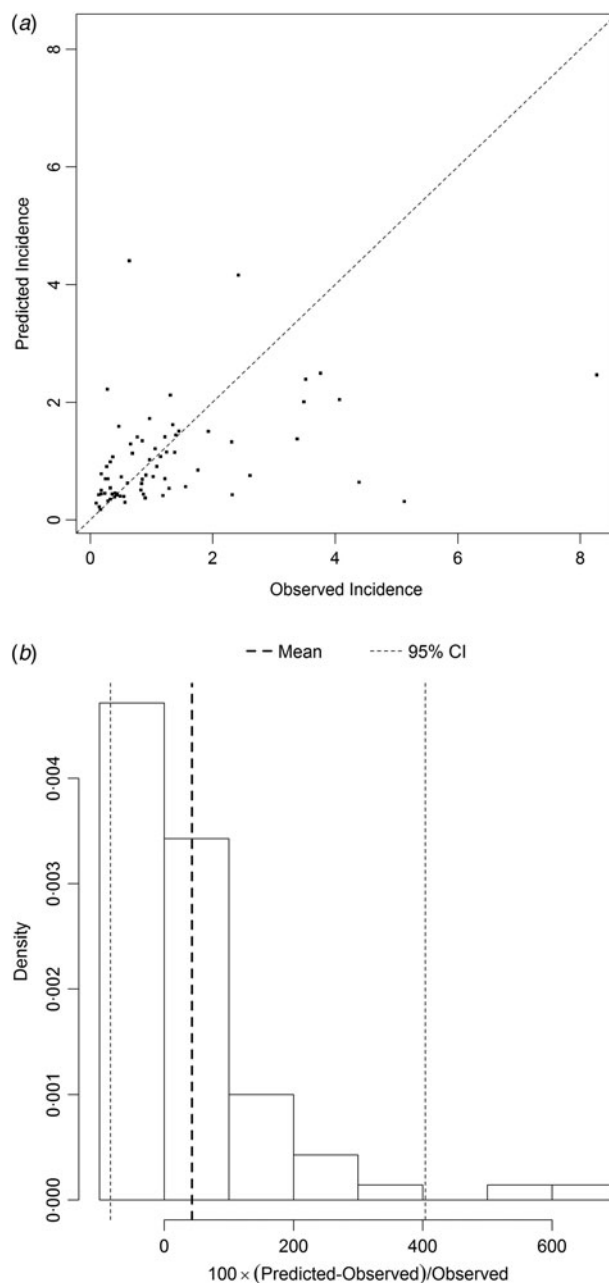 (a)
8
6
4
2
0
Predicted Incidence
0 2 4 6 8
Observed Incidence
(b)
Mean 95% CI
0·004
0·003
0·002
0·001
0·000
Density
0 200 400 600
100 × (Predicted-Observed)/Observed